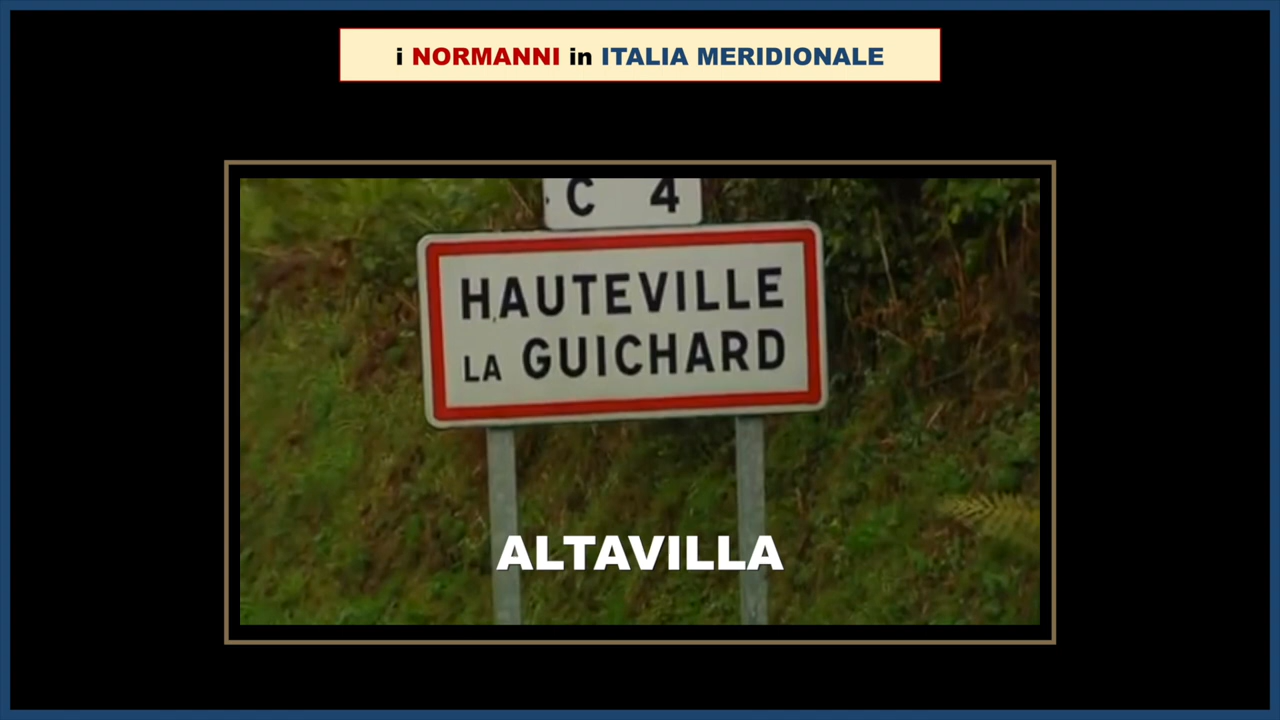 i NORMANNI in ITALIA MERIDIONALE
C 4
HAUTEVILLE
LA GUICHARD
ALTAVILLA